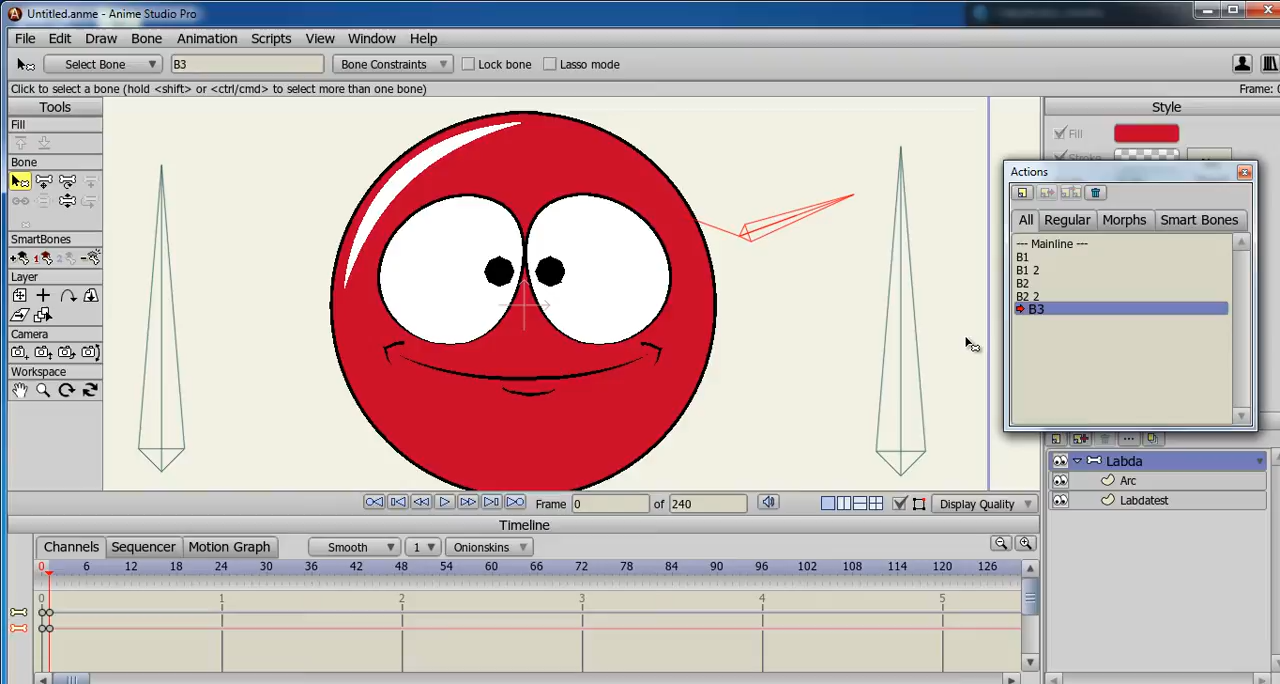 Untitled.anme - Anime Studio Pro
File Edit Draw Bone Animation Scripts View Window Help
Select Bone B3 Bone Constraints Lock bone Lasso mode
Click to select a bone (hold <shift> or <ctrl/cmd> to select more than one bone) Frame: 0
Tools
Fill
Bone
SmartBones
Layer
Camera
Workspace
Style
Fill
Stroke
Actions
All Regular Morphs Smart Bones
--- Mainline ---
B1
B1 2
B2
B2 2
B3
Labda
Arc
Labdatest
Frame 0 of 240 Display Quality
Timeline
Channels Sequencer Motion Graph Smooth 1 Onionskins
0 6 12 18 24 30 36 42 48 54 60 66 72 78 84 90 96 102 108 114 120 126
0 1 2 3 4 5